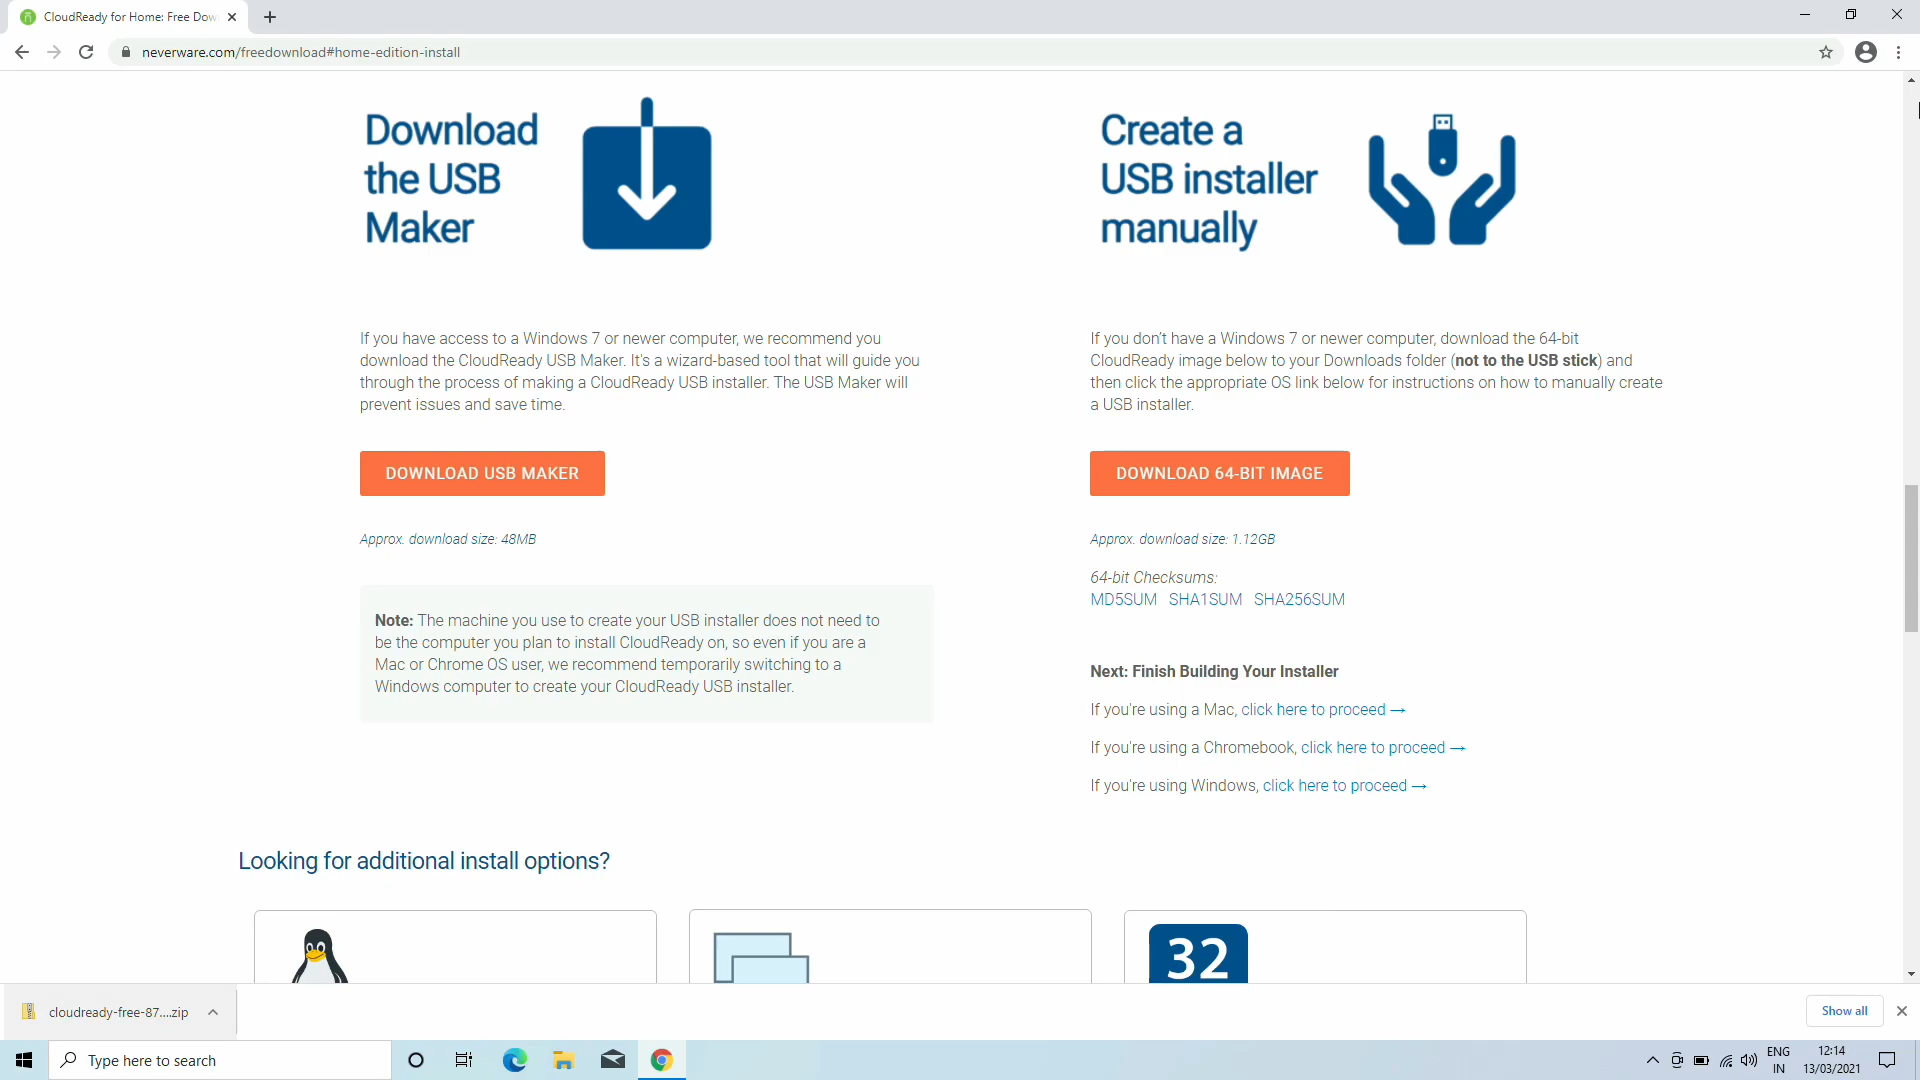 CloudReady for Home: Free Dow
neverware.com/freedownload#home-edition-install
Download
the USB
Maker
Create a
USB installer
manually
If you have access to a Windows 7 or newer computer, we recommend you
download the CloudReady USB Maker. It's a wizard-based tool that will guide you
through the process of making a CloudReady USB installer. The USB Maker will
prevent issues and save time.
DOWNLOAD USB MAKER
Approx. download size: 48MB
Note: The machine you use to create your USB installer does not need to
be the computer you plan to install CloudReady on, so even if you are a
Mac or Chrome OS user, we recommend temporarily switching to a
Windows computer to create your CloudReady USB installer.
If you don’t have a Windows 7 or newer computer, download the 64-bit
CloudReady image below to your Downloads folder (not to the USB stick) and
then click the appropriate OS link below for instructions on how to manually create
a USB installer.
DOWNLOAD 64-BIT IMAGE
Approx. download size: 1.12GB
64-bit Checksums:
MD5SUM SHA1SUM SHA256SUM
Next: Finish Building Your Installer
If you're using a Mac, click here to proceed →
If you're using a Chromebook, click here to proceed →
If you're using Windows, click here to proceed →
Looking for additional install options?
32
cloudready-free-87....zip
Show all
Type here to search
ENG
IN
12:14
13/03/2021